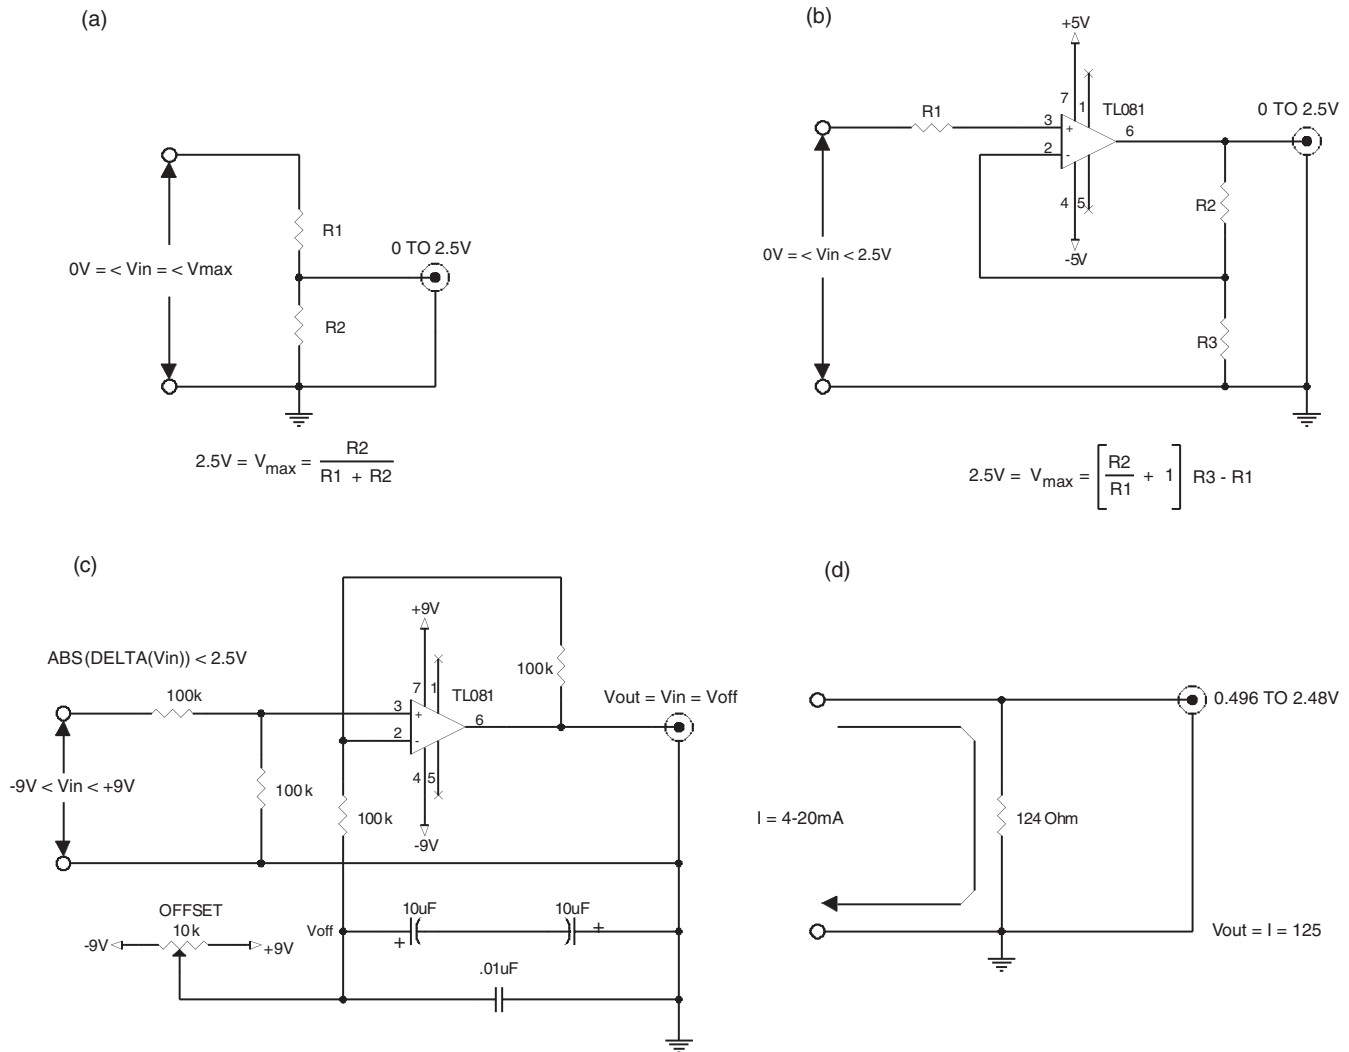 (a)
R1
0 TO 2.5V
0V = < Vin = < Vmax
R2
2.5V = Vmax = R2 / R1 + R2
(b)
+5V
7
1
TL081
R1
3
+
6
0 TO 2.5V
2
-
4
5
R2
0V = < Vin < 2.5V
-5V
R3
2.5V = Vmax = [R2 / R1 + 1] R3 - R1
(c)
+9V
ABS(DELTA(Vin)) < 2.5V
100k
7
1
TL081
100k
Vout = Vin = Voff
3
+
6
2
-
4
5
-9V < Vin < +9V
100k
100k
-9V
OFFSET
10k
-9V
+9V
Voff
10uF
+
10uF
+
.01uF
(d)
0.496 TO 2.48V
I = 4-20mA
124 Ohm
Vout = I = 125